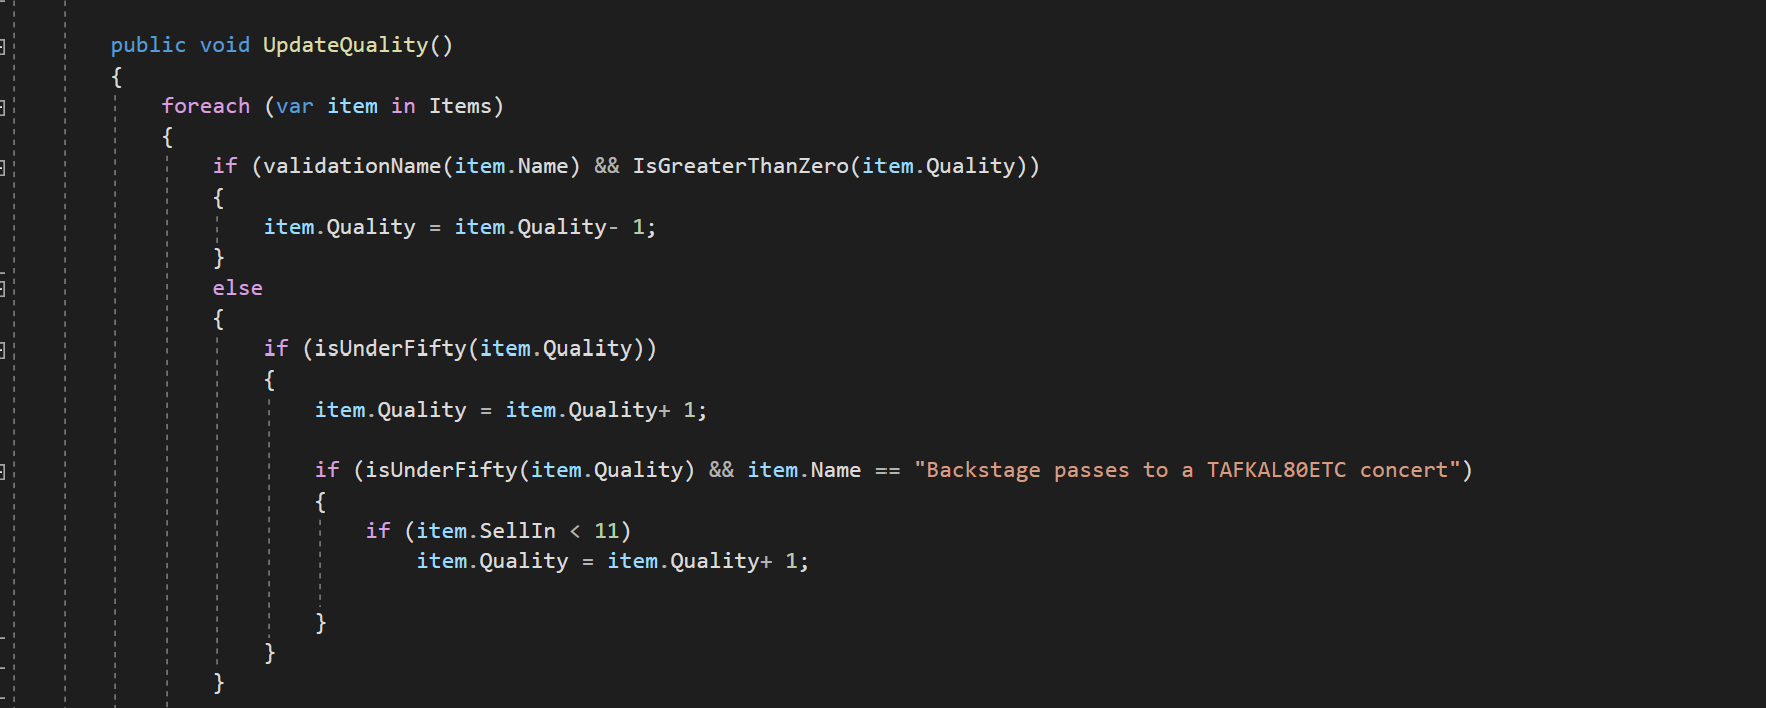 public void UpdateQuality()
{
foreach (var item in Items)
{
if (validationName(item.Name) && IsGreaterThanZero(item.Quality))
{
item.Quality = item.Quality- 1;
}
else
{
if (isUnderFifty(item.Quality))
{
item.Quality = item.Quality+ 1;
if (isUnderFifty(item.Quality) && item.Name == "Backstage passes to a TAFKAL80ETC concert")
{
if (item.SellIn < 11)
item.Quality = item.Quality+ 1;
}
}
}